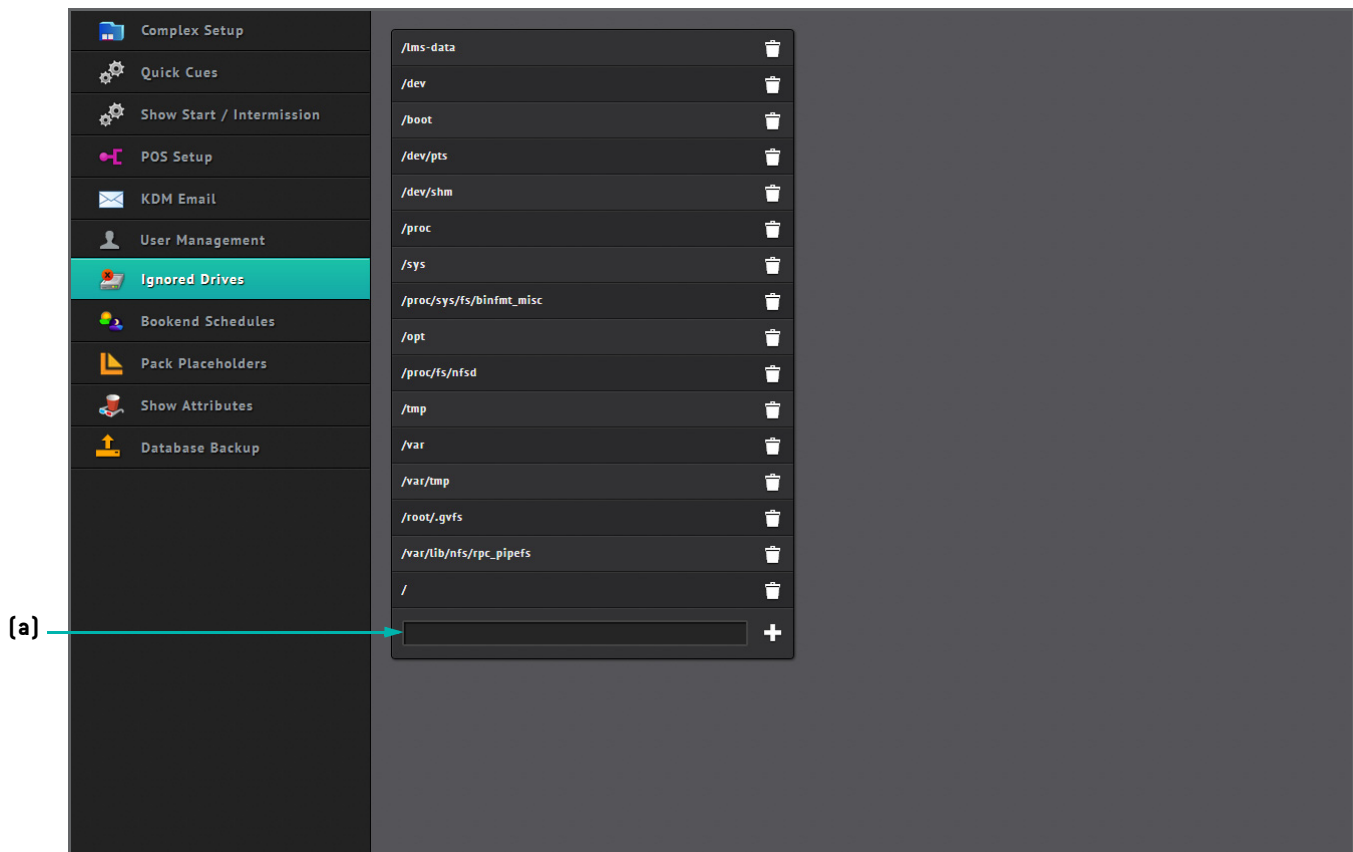 Complex Setup
Quick Cues
Show Start / Intermission
POS Setup
KDM Email
User Management
Ignored Drives
Bookend Schedules
Pack Placeholders
Show Attributes
Database Backup
/lms-data
/dev
/boot
/dev/pts
/dev/shm
/proc
/sys
/proc/sys/fs/binfmt_misc
/opt
/proc/fs/nfsd
/tmp
/var
/var/tmp
/root/.gvfs
/var/lib/nfs/rpc_pipefs
/
(a)